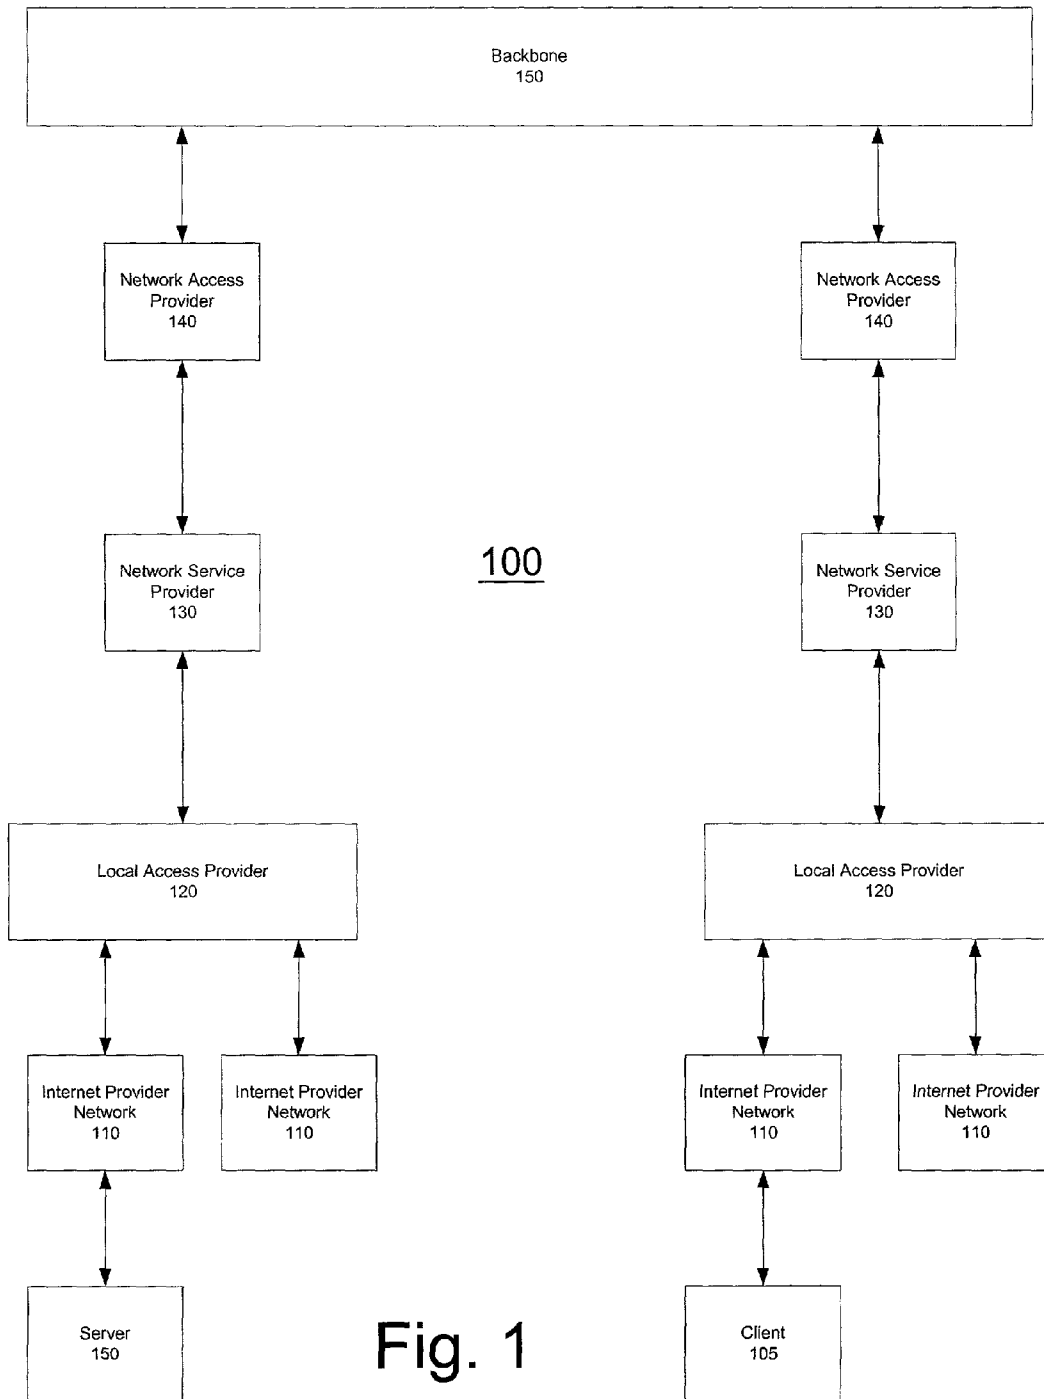 Backbone
150
Network Access
Provider
140
Network Access
Provider
140
Network Service
Provider
130
100
Network Service
Provider
130
Local Access Provider
120
Local Access Provider
120
Internet Provider
Network
110
Internet Provider
Network
110
Internet Provider
Network
110
Internet Provider
Network
110
Server
150
Fig. 1
Client
105